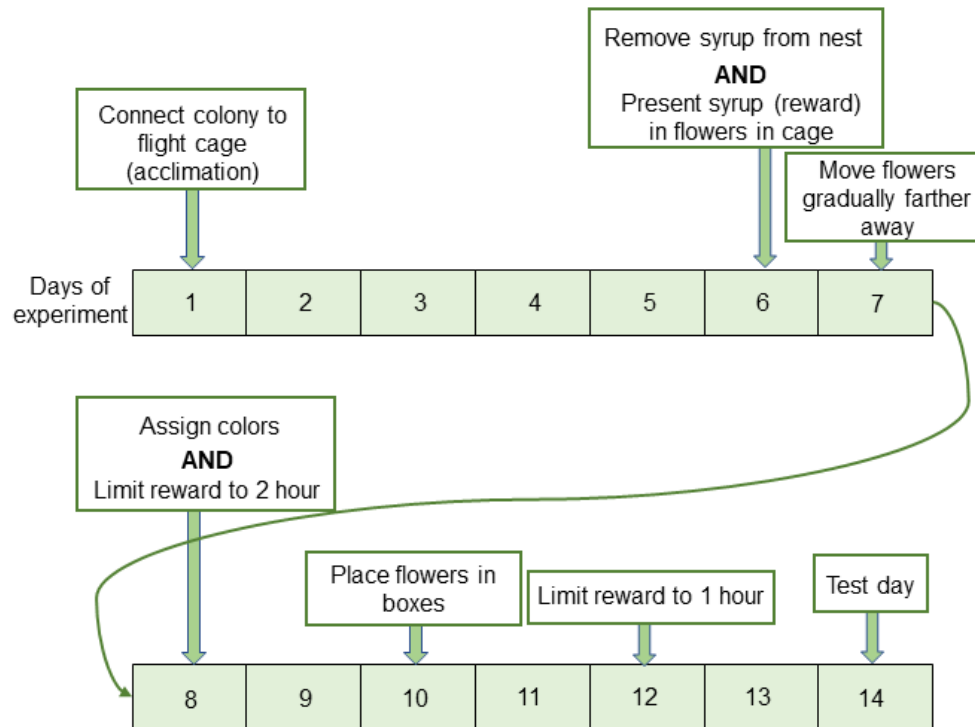 Remove syrup from nest
AND
Present syrup (reward)
in flowers in cage
Connect colony to
flight cage
(acclimation)
Move flowers
gradually farther
away
Days of
experiment
1 2 3 4 5 6 7
Assign colors
AND
Limit reward to 2 hour
Place flowers in
boxes
Limit reward to 1 hour
Test day
8 9 10 11 12 13 14